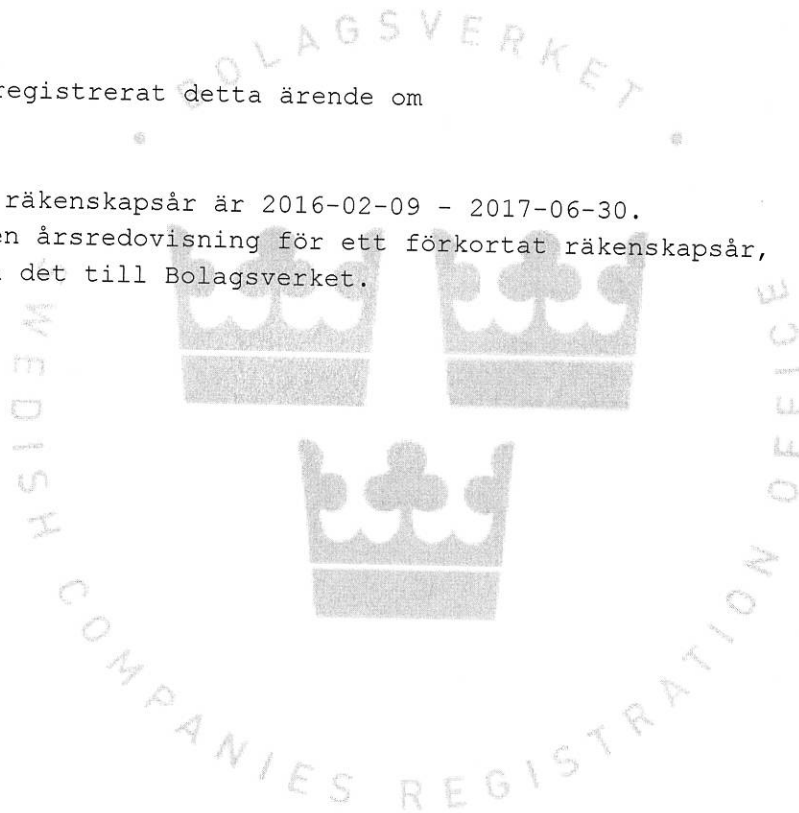 BOLAGSVERKET
registrerat detta ärende om
räkenskapsår är 2016-02-09 - 2017-06-30.
en årsredovisning för ett förkortat räkenskapsår,
det till Bolagsverket.
SWEDISH COMPANIES REGISTRATION OFFICE